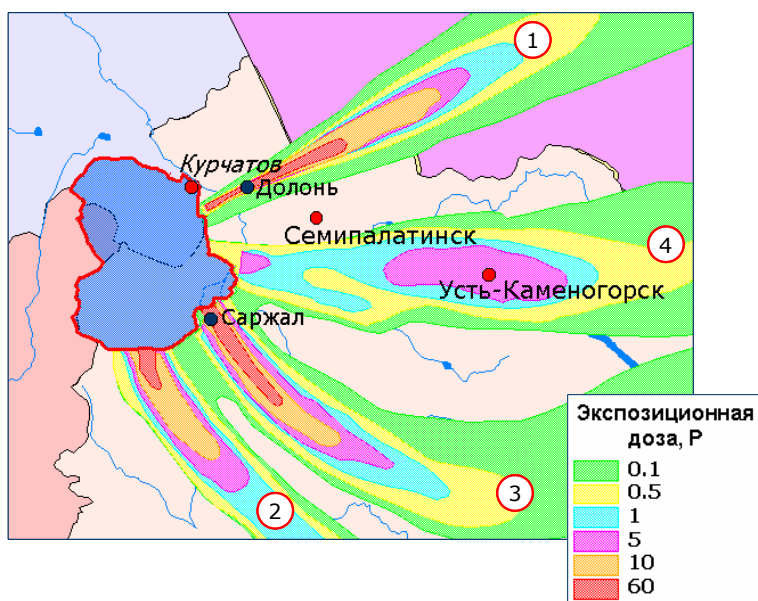 1
Курчатов
Долонь
Семипалатинск
4
Усть-Каменогорск
Саржал
3
2
Экспозиционная
доза, Р
0.1
0.5
1
5
10
60